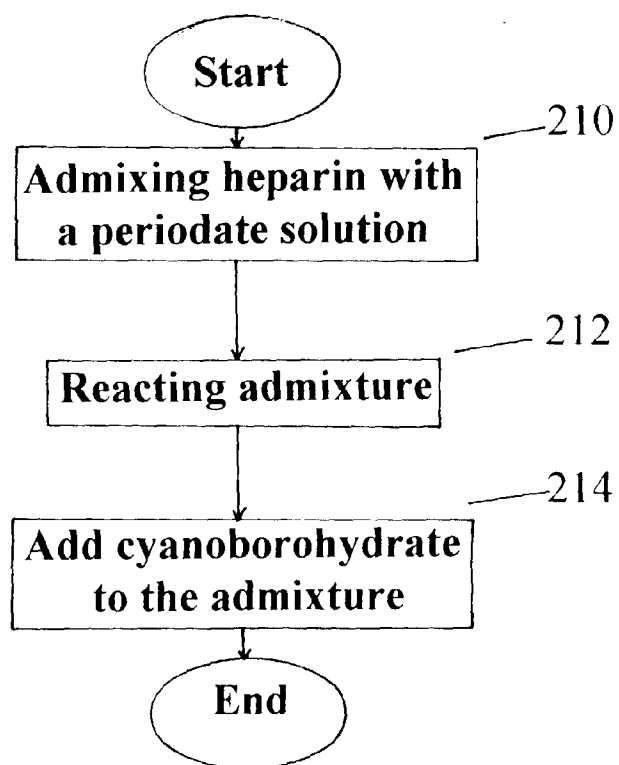 Start
210
Admixing heparin with
a periodate solution
212
Reacting admixture
214
Add cyanoborohydrate
to the admixture
End